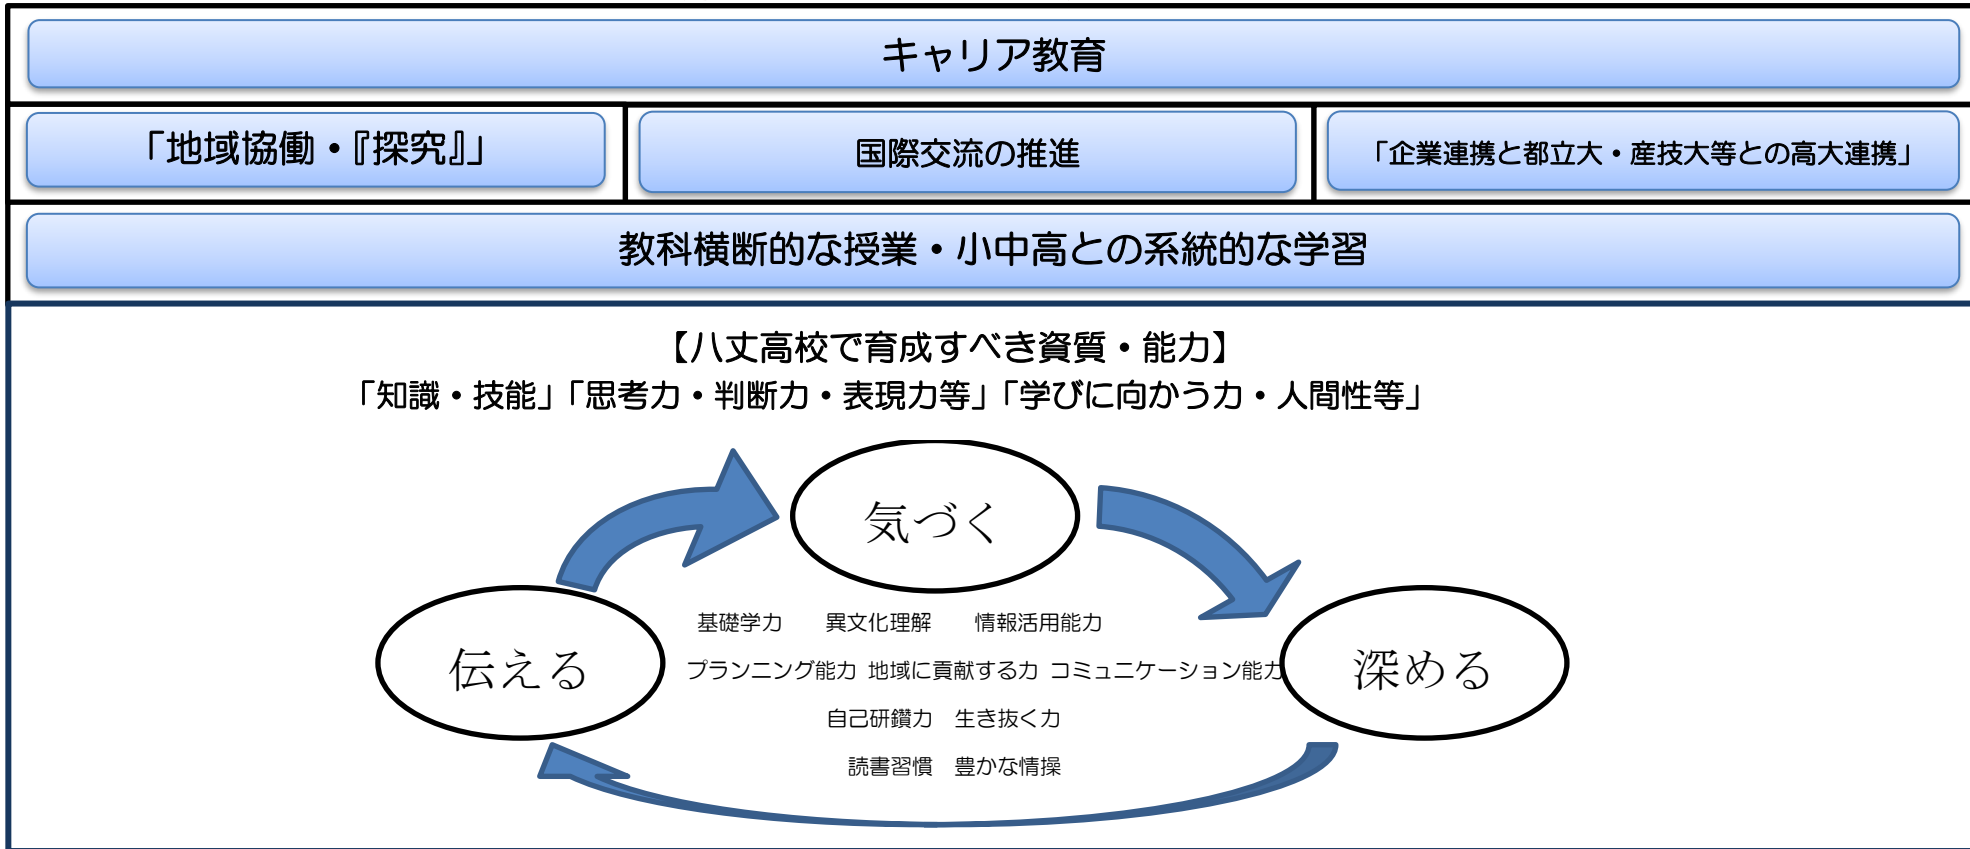 キャリア教育
「地域協働・『探究』」
国際交流の推進
「企業連携と都立大・産技大等との高大連携」
教科横断的な授業・小中高との系統的な学習
【八丈高校で育成すべき資質・能力】
「知識・技能」「思考力・判断力・表現力等」「学びに向かう力・人間性等」
気づく
伝える
深める
基礎学力　異文化理解　情報活用能力
プランニング能力 地域に貢献する力 コミュニケーション能力
自己研鑽力　生き抜く力
読書習慣　豊かな情操